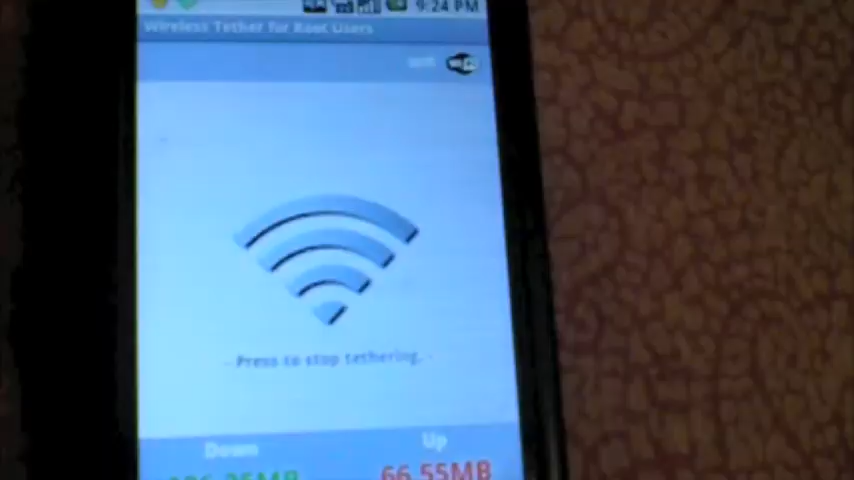 9:24 PM
Wireless Tether for Root Users
- Press to stop tethering. -
Down Up
66.55MB